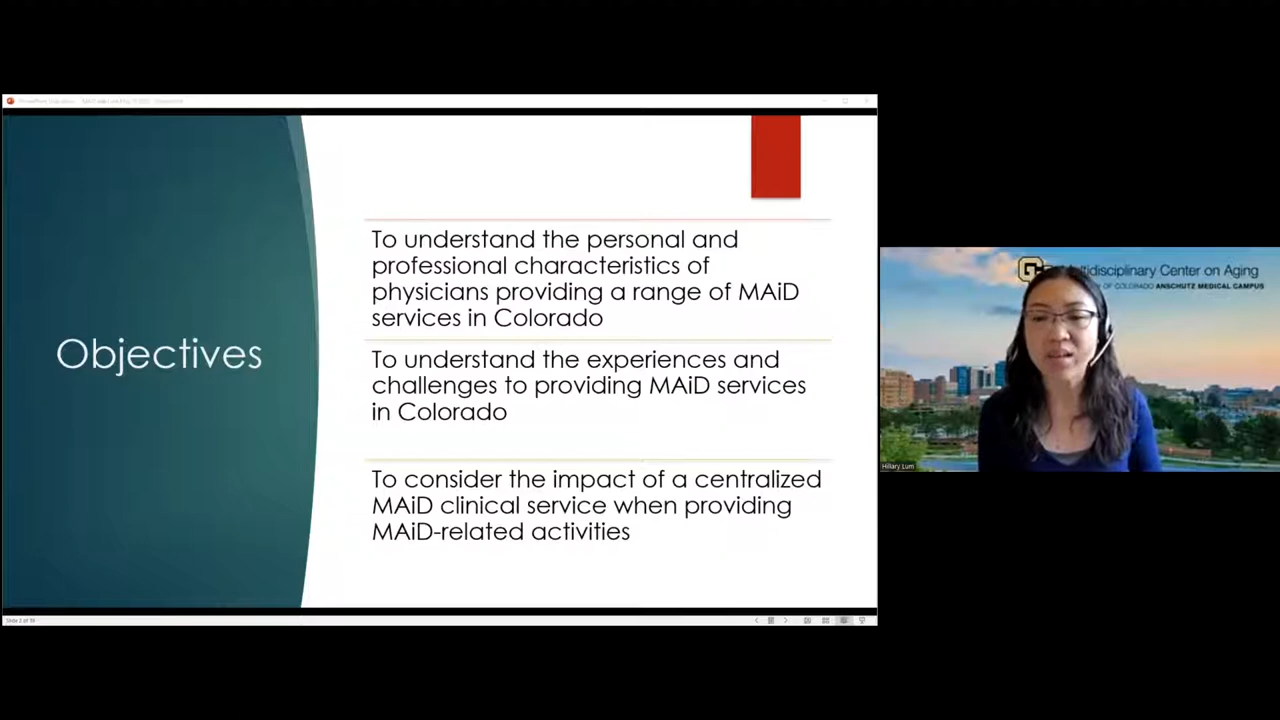 Objectives
To understand the personal and
professional characteristics of
physicians providing a range of MAiD
services in Colorado
To understand the experiences and
challenges to providing MAiD services
in Colorado
To consider the impact of a centralized
MAiD clinical service when providing
MAiD-related activities
Multidisciplinary Center on Aging
OF COLORADO ANSCHUTZ MEDICAL CAMPUS
Hillary Lum